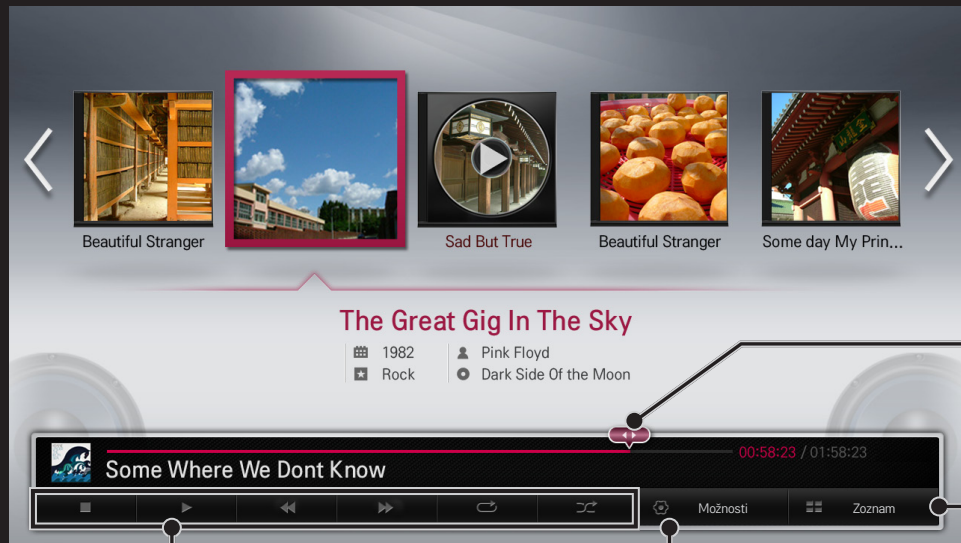 Beautiful Stranger
Sad But True
Beautiful Stranger
Some day My Prin...
The Great Gig In The Sky
1982
Pink Floyd
Rock
Dark Side Of the Moon
00:58:23 / 01:58:23
Some Where We Dont Know
Možnosti
Zoznam